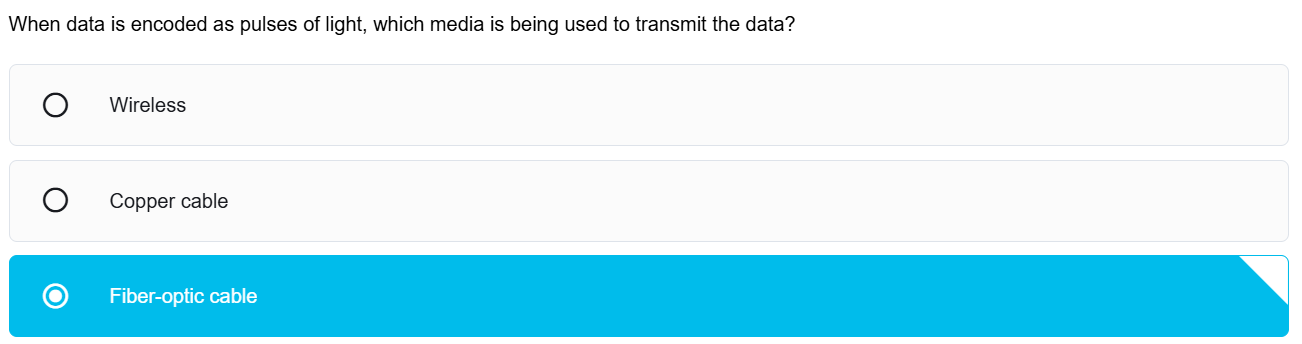 When data is encoded as pulses of light, which media is being used to transmit the data?
Wireless
Copper cable
Fiber-optic cable